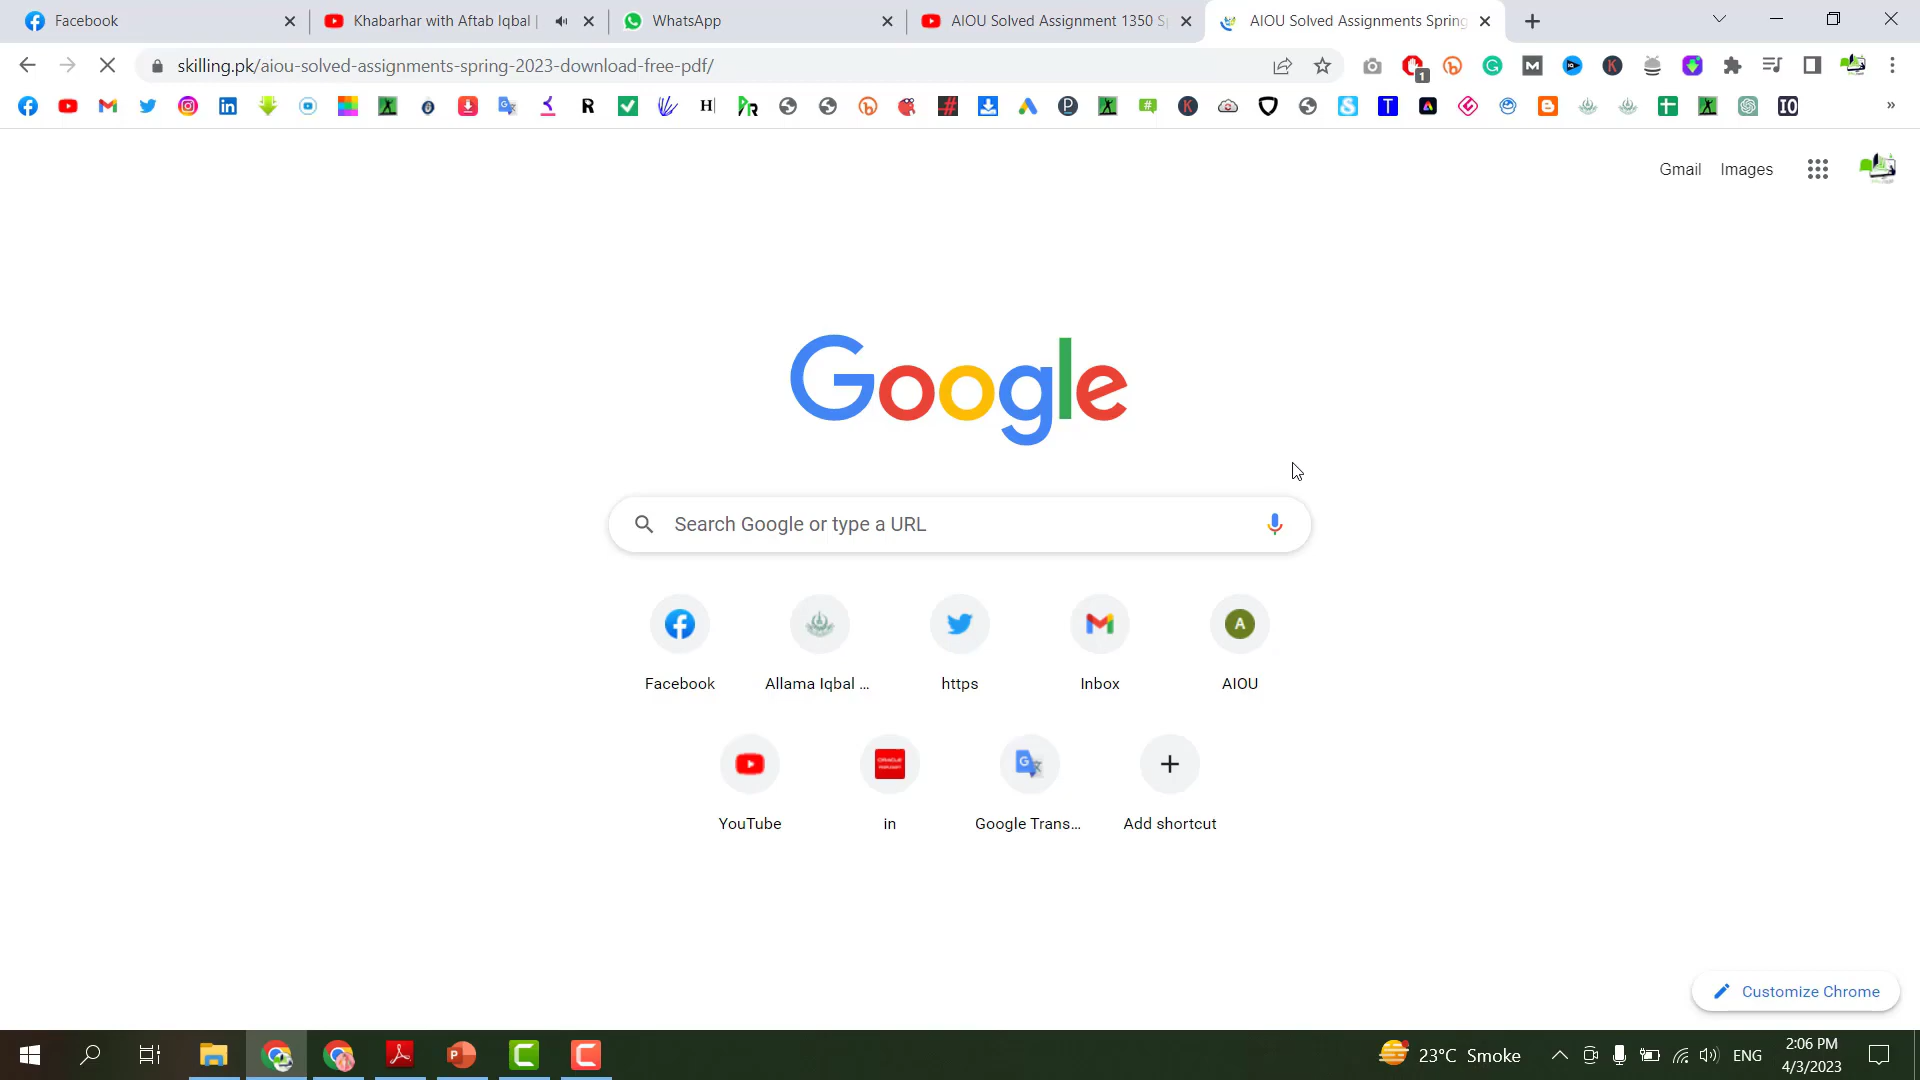 Facebook
Khabarhar with Aftab Iqbal |
WhatsApp
AIOU Solved Assignment 1350 S
AIOU Solved Assignments Spring
skilling.pk/aiou-solved-assignments-spring-2023-download-free-pdf/
1
Gmail
Images
Google
Search Google or type a URL
Facebook
Allama Iqbal ...
https
Inbox
A
AIOU
YouTube
in
Google Trans...
Add shortcut
Customize Chrome
23°C Smoke
ENG
2:06 PM
4/3/2023